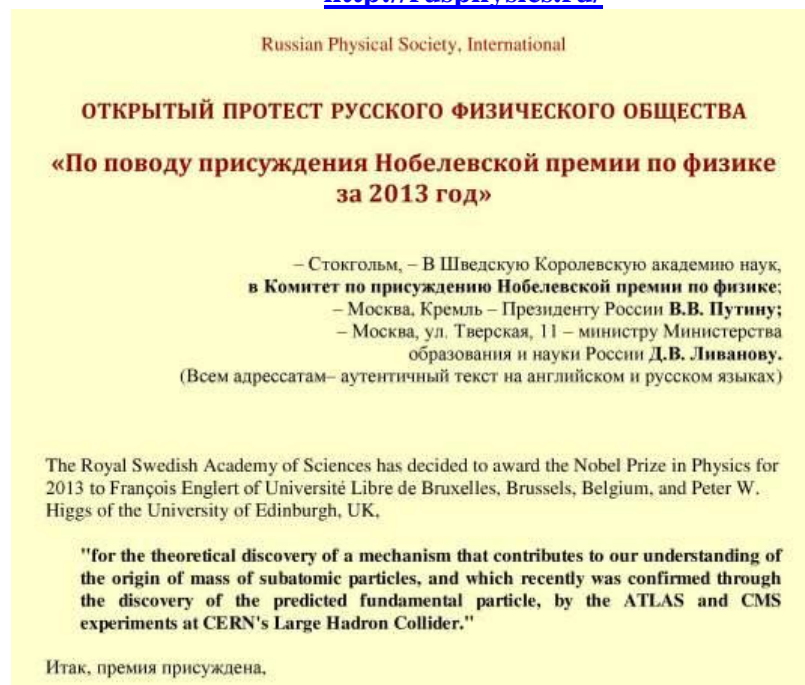 Russian Physical Society, International
ОТКРЫТЫЙ ПРОТЕСТ РУССКОГО ФИЗИЧЕСКОГО ОБЩЕСТВА
«По поводу присуждения Нобелевской премии по физике
за 2013 год»
– Стокгольм, – В Шведскую Королевскую академию наук,
в Комитет по присуждению Нобелевской премии по физике;
– Москва, Кремль – Президенту России В.В. Путину;
– Москва, ул. Тверская, 11 – министру Министерства
образования и науки России Д.В. Ливанову.
(Всем адрессатам– аутентичный текст на английском и русском языках)
The Royal Swedish Academy of Sciences has decided to award the Nobel Prize in Physics for
2013 to François Englert of Université Libre de Bruxelles, Brussels, Belgium, and Peter W.
Higgs of the University of Edinburgh, UK,
"for the theoretical discovery of a mechanism that contributes to our understanding of
the origin of mass of subatomic particles, and which recently was confirmed through
the discovery of the predicted fundamental particle, by the ATLAS and CMS
experiments at CERN's Large Hadron Collider."
Итак, премия присуждена,